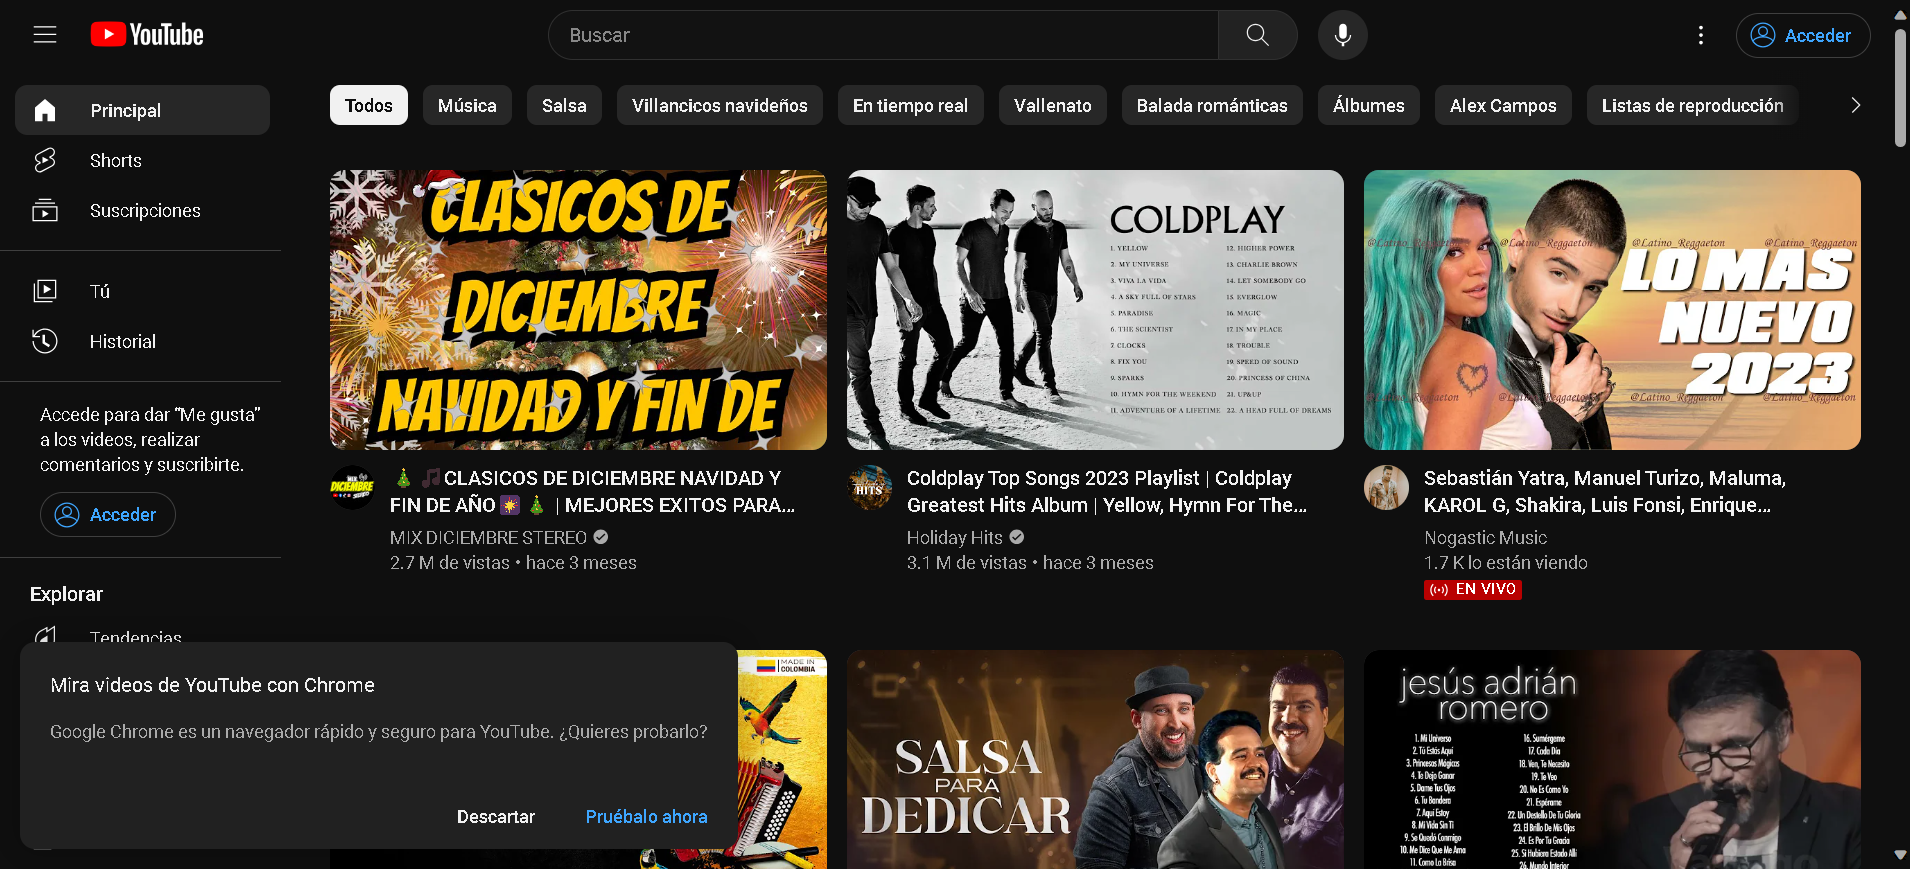 YouTube
Buscar
Acceder
Principal
Shorts
Suscripciones
Tú
Historial
Accede para dar “Me gusta”
a los videos, realizar
comentarios y suscribirte.
Acceder
Explorar
Tendencias
Todos
Música
Salsa
Villancicos navideños
En tiempo real
Vallenato
Balada románticas
Álbumes
Alex Campos
Listas de reproducción
CLASICOS DE
DICIEMBRE
NAVIDAD Y FIN DE
🎄 🎵CLASICOS DE DICIEMBRE NAVIDAD Y
FIN DE AÑO🎇 🎄 | MEJORES EXITOS PARA...
MIX DICIEMBRE STEREO
2.7 M de vistas • hace 3 meses
COLDPLAY
1. YELLOW
2. MY UNIVERSE
3. VIVA LA VIDA
4. A SKY FULL OF STARS
5. PARADISE
6. THE SCIENTIST
7. CLOCKS
8. FIX YOU
9. SPARKS
10. HYMN FOR THE WEEKEND
11. ADVENTURE OF A LIFETIME
12. HIGHER POWER
13. CHARLIE BROWN
14. LET SOMEBODY GO
15. EVERGLOW
16. MAGIC
17. IN MY PLACE
18. TROUBLE
19. SPEED OF SOUND
20. PRINCESS OF CHINA
21. UP&UP
22. A HEAD FULL OF DREAMS
HITS
Coldplay Top Songs 2023 Playlist | Coldplay
Greatest Hits Album | Yellow, Hymn For The...
Holiday Hits
3.1 M de vistas • hace 3 meses
@Latino_Reggaeton @Latino_Reggaeton @Latino_Reggaeton @Latino_Reggaeton
LO MAS
NUEVO
2023
@Latino_Reggaeton @Latino_Reggaeton @Latino_Reggaeton
Sebastián Yatra, Manuel Turizo, Maluma,
KAROL G, Shakira, Luis Fonsi, Enrique...
Nogastic Music
1.7 K lo están viendo
EN VIVO
Mira videos de YouTube con Chrome
Google Chrome es un navegador rápido y seguro para YouTube. ¿Quieres probarlo?
Descartar
Pruébalo ahora
MADE IN
COLOMBIA
SALSA
PARA
DEDICAR
jesús adrián
romero
1. Mi Universo
2. Tú Estás Aquí
3. Princesas Mágicas
4. Te Dejo Ganar
5. Dame Tus Ojos
6. Tu Bandera
7. Aquí Estoy
8. Mi Vida Sin Ti
9. Se Quedó Conmigo
10. Me Dice Que Me Ama
11. Como La Brisa
16. Sumérgeme
17. Cada Día
18. Ven, Te Necesito
19. Te Veo
20. No Es Como Yo
21. Espérame
22. Un Destello De Tu Gloria
23. El Brillo De Mis Ojos
24. Es Por Tu Gracia
25. Si Hubiera Estado Allí
26. Mundo Interior